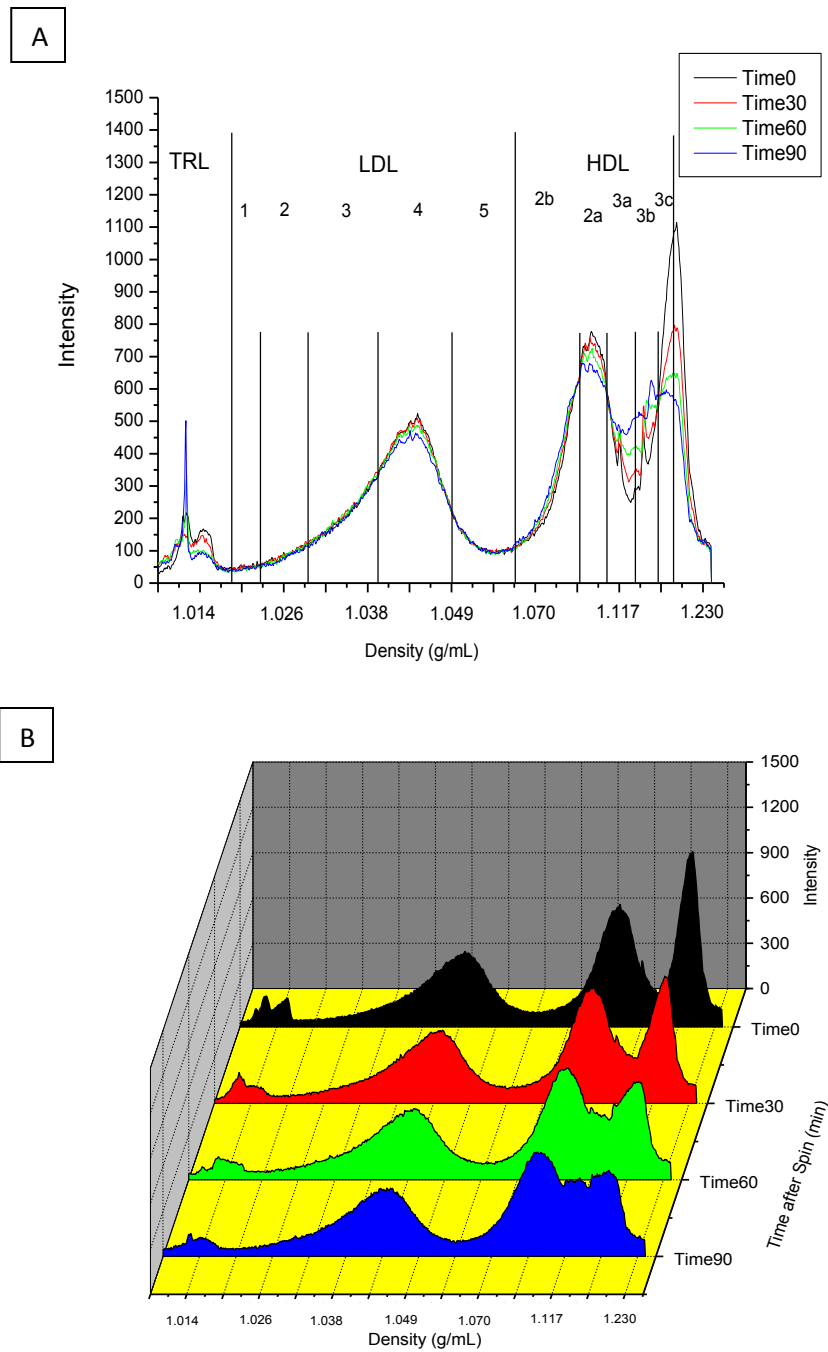 A
Time0
Time30
Time60
Time90
1500
1400
1300
1200
1100
1000
900
800
700
600
500
400
300
200
100
0
Intensity
TRL LDL HDL
1 2 3 4 5 2b 2a 3a 3b 3c
1.014 1.026 1.038 1.049 1.070 1.117 1.230
Density (g/mL)
B
1500
1200
900
600
300
0
Intensity
Time0
Time30
Time60
Time90
Time after Spin (min)
1.014 1.026 1.038 1.049 1.070 1.117 1.230
Density (g/mL)